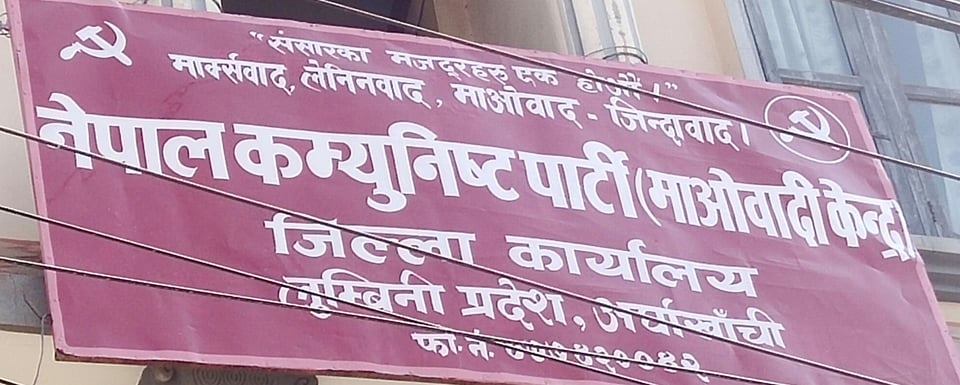 "संसारका मजदुरहरु एक होऔं।"
मार्क्सवाद, लेनिनवाद, माओवाद - जिन्दावाद।
नेपाल कम्युनिष्ट पार्टी (माओवादी केन्द्र)
जिल्ला कार्यालय
लुम्बिनी प्रदेश, अर्घाखाँची
फो. नं.